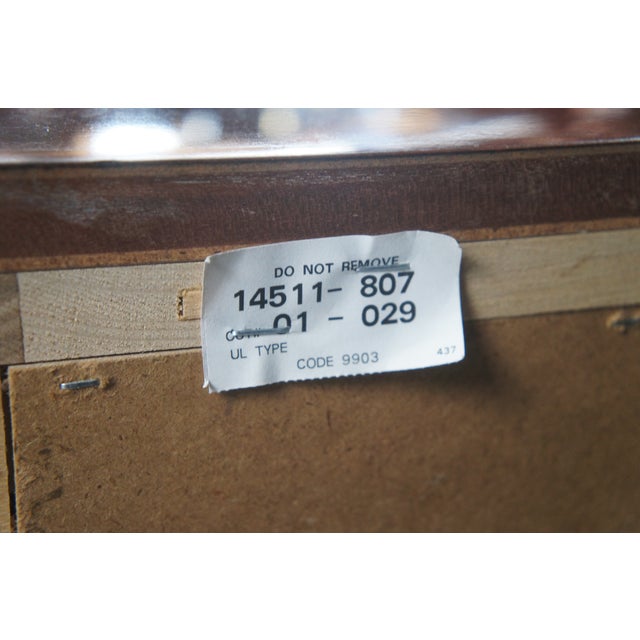 DO NOT REMOVE
14511-807
01-029
UL TYPE
CODE 9903
437